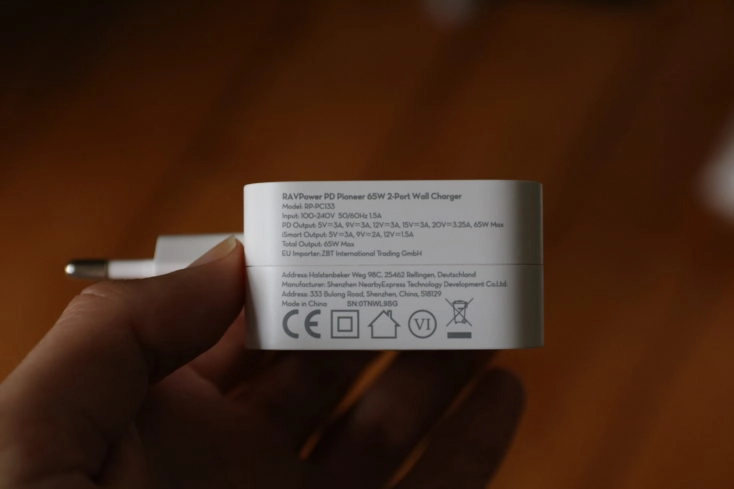 RAVPower PD Pioneer 65W 2-Port Wall Charger
Model: RP-PC133
Input: 100-240V 50/60Hz 1.5A
PD Output: 5V⎓3A, 9V⎓3A, 12V⎓3A, 15V⎓3A, 20V⎓3.25A, 65W Max
iSmart Output: 5V⎓3A, 9V⎓2A, 12V⎓1.5A
Total Output: 65W Max
EU Importer: ZBT International Trading GmbH
Address: Halstenbeker Weg 98C, 25462 Rellingen, Deutschland
Manufacturer: Shenzhen NearbyExpress Technology Development Co.Ltd.
Address: 333 Bulong Road, Shenzhen, China, 518129
Made in China SN:0TNWL9BG
CE VI